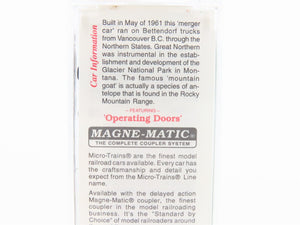 Car Information
Built in May of 1961 this 'merger
car' ran on Bettendorf trucks
from Vancouver B.C. through the
Northern States. Great Northern
was instrumental in the estab-
lishment and development of the
Glacier National Park in Mon-
tana. The famous 'mountain
goat' is actually a species of an-
telope that is found in the Rocky
Mountain Range.
– FEATURING –
'Operating Doors'
MAGNE-MATIC®
THE COMPLETE COUPLER SYSTEM
Micro-Trains® are the finest model
railroad cars available. Every car has
the craftsmanship and detail you
expect from the Micro-Trains® Line
name.
Available with the delayed action
Magne-Matic® coupler, the finest
coupler in the model railroading
business. It's the "Standard by
Choice" of model railroaders around